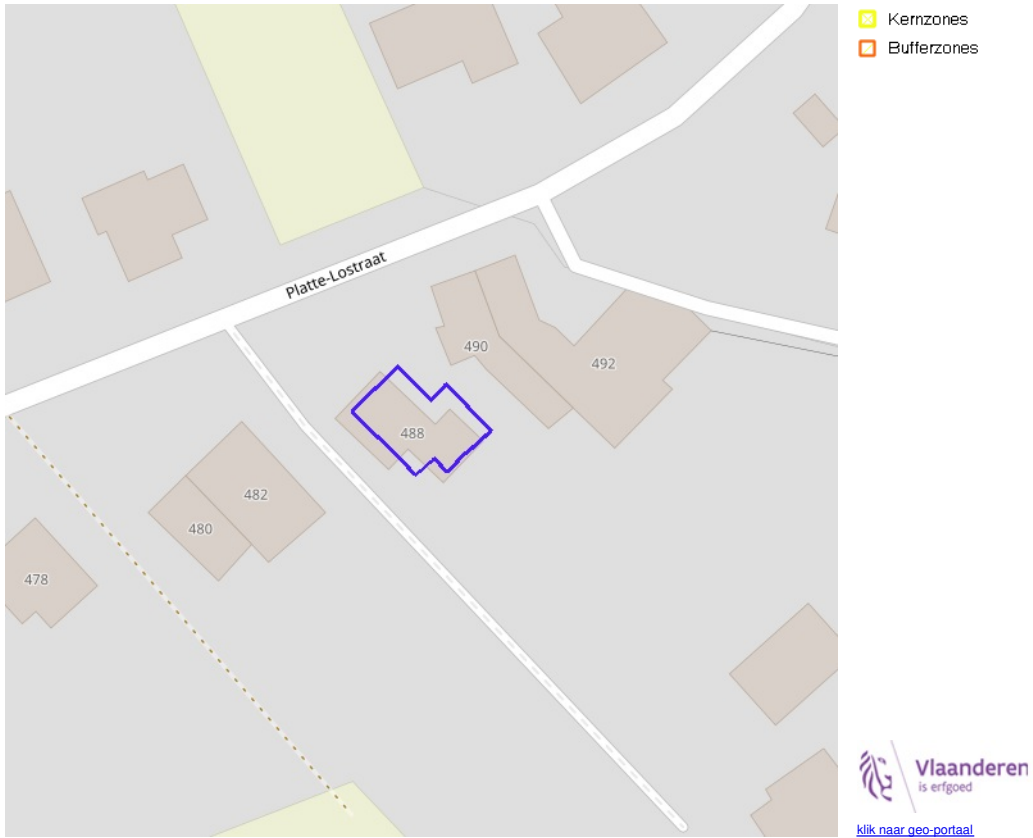 Kernzones
Bufferzones
Platte-Lostraat
490
492
488
482
480
478
Vlaanderen
is erfgoed
klik naar geo-portaal